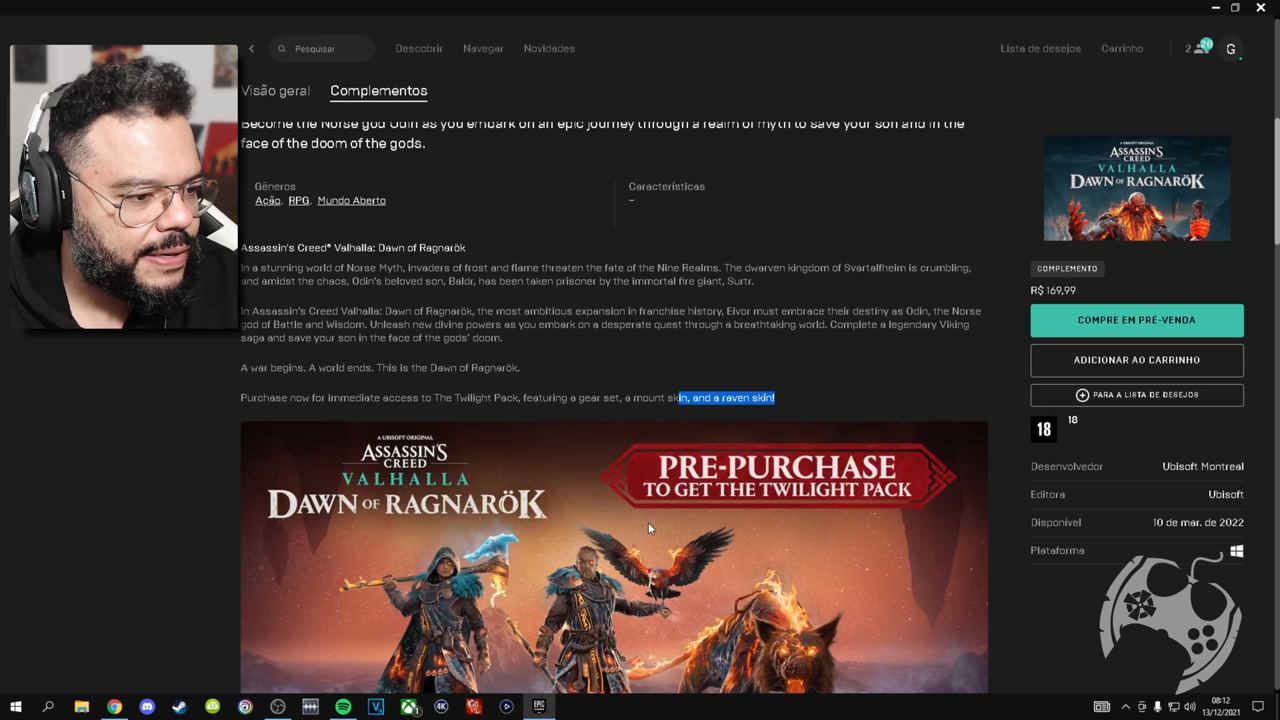 Pesquisar
Descobrir
Navegar
Novidades
Lista de desejos
Carrinho
2
20
G
Visão geral
Complementos
Become the Norse god Odin as you embark on an epic journey through a realm of myth to save your son and in the
face of the doom of the gods.
Gêneros
Ação, RPG, Mundo Aberto
Características
–
Assassin's Creed® Valhalla: Dawn of Ragnarök
In a stunning world of Norse Myth, invaders of frost and flame threaten the fate of the Nine Realms. The dwarven kingdom of Svartalfheim is crumbling,
and amidst the chaos, Odin's beloved son, Baldr, has been taken prisoner by the immortal fire giant, Surtr.
In Assassin's Creed Valhalla: Dawn of Ragnarök, the most ambitious expansion in franchise history, Eivor must embrace their destiny as Odin, the Norse
god of Battle and Wisdom. Unleash new divine powers as you embark on a desperate quest through a breathtaking world. Complete a legendary Viking
saga and save your son in the face of the gods' doom.
A war begins. A world ends. This is the Dawn of Ragnarök.
Purchase now for immediate access to The Twilight Pack, featuring a gear set, a mount skin, and a raven skin!
A UBISOFT ORIGINAL
ASSASSIN'S
CREED
VALHALLA
DAWN OF RAGNARÖK
PRE-PURCHASE
TO GET THE TWILIGHT PACK
ASSASSIN'S
CREED
VALHALLA
DAWN OF RAGNARÖK
COMPLEMENTO
R$ 169,99
COMPRE EM PRÉ-VENDA
ADICIONAR AO CARRINHO
PARA A LISTA DE DESEJOS
18
18
Desenvolvedor
Ubisoft Montreal
Editora
Ubisoft
Disponível
10 de mar. de 2022
Plataforma
V.
4K
EPIC
08:12
13/12/2021